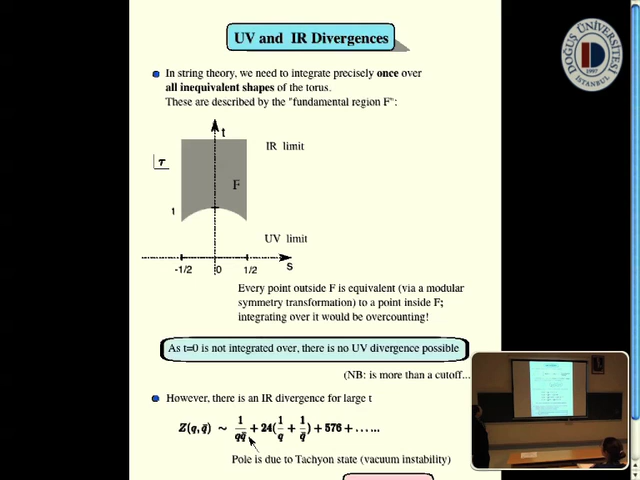 UV and IR Divergences
In string theory, we need to integrate precisely once over
all inequivalent shapes of the torus.
These are described by the "fundamental region F":
t
IR limit
τ
F
1
UV limit
-1/2 0 1/2 S
Every point outside F is equivalent (via a modular
symmetry transformation) to a point inside F;
integrating over it would be overcounting!
As t=0 is not integrated over, there is no UV divergence possible
(NB: is more than a cutoff...
However, there is an IR divergence for large t
Z(q, q̄) ~ 1/qq̄ + 24(1/q + 1/q̄) + 576 + ......
Pole is due to Tachyon state (vacuum instability)
DOĞUŞ ÜNİVERSİTESİ
1997
İSTANBUL